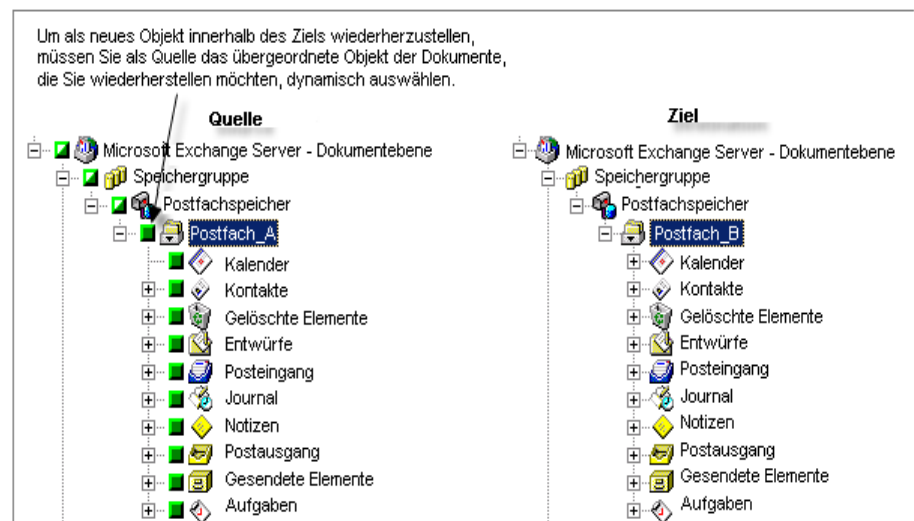 Um als neues Objekt innerhalb des Ziels wiederherzustellen,
müssen Sie als Quelle das übergeordnete Objekt der Dokumente,
die Sie wiederherstellen möchten, dynamisch auswählen.
Quelle
Microsoft Exchange Server - Dokumentebene
Speichergruppe
Postfachspeicher
Postfach_A
Kalender
Kontakte
Gelöschte Elemente
Entwürfe
Posteingang
Journal
Notizen
Postausgang
Gesendete Elemente
Aufgaben
Ziel
Microsoft Exchange Server - Dokumentebene
Speichergruppe
Postfachspeicher
Postfach_B
Kalender
Kontakte
Gelöschte Elemente
Entwürfe
Posteingang
Journal
Notizen
Postausgang
Gesendete Elemente
Aufgaben